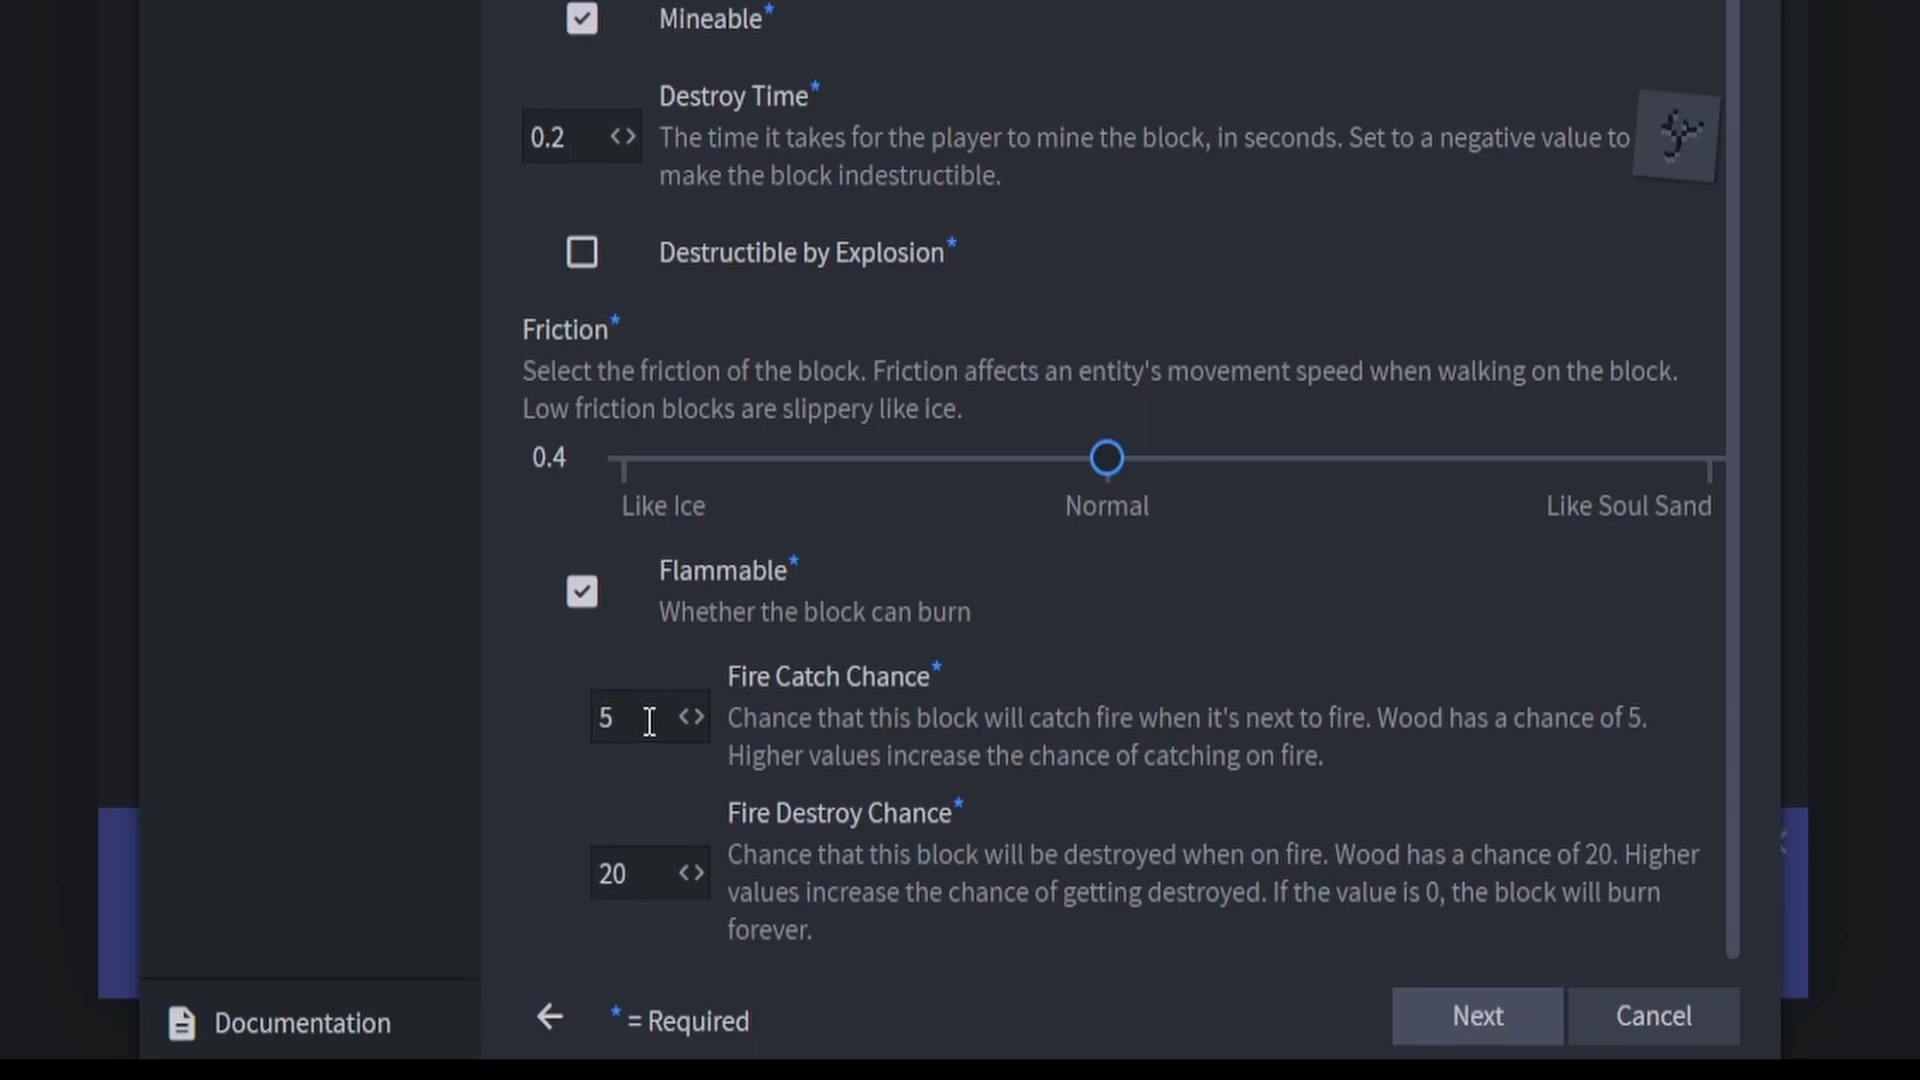 Mineable*
Destroy Time*
0.2
The time it takes for the player to mine the block, in seconds. Set to a negative value to
make the block indestructible.
Destructible by Explosion*
Friction*
Select the friction of the block. Friction affects an entity's movement speed when walking on the block.
Low friction blocks are slippery like ice.
0.4
Like Ice
Normal
Like Soul Sand
Flammable*
Whether the block can burn
Fire Catch Chance*
5
Chance that this block will catch fire when it's next to fire. Wood has a chance of 5.
Higher values increase the chance of catching on fire.
Fire Destroy Chance*
20
Chance that this block will be destroyed when on fire. Wood has a chance of 20. Higher
values increase the chance of getting destroyed. If the value is 0, the block will burn
forever.
Documentation
* = Required
Next
Cancel